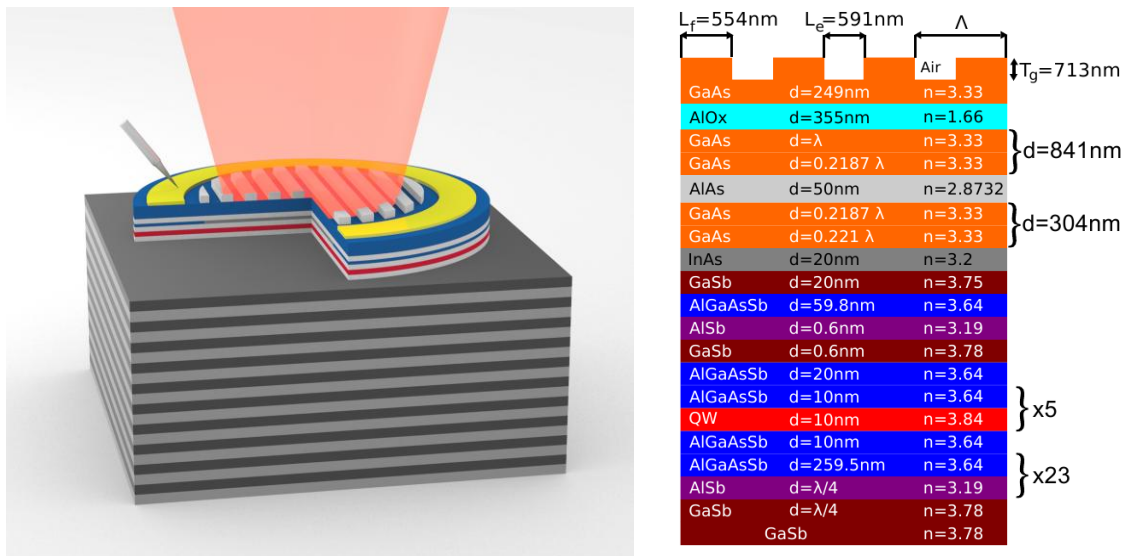 L_f=554nm L_e=591nm Λ
Air T_g=713nm
GaAs d=249nm n=3.33
AlOx d=355nm n=1.66
GaAs d=λ n=3.33
GaAs d=0.2187 λ n=3.33
}d=841nm
AlAs d=50nm n=2.8732
GaAs d=0.2187 λ n=3.33
GaAs d=0.221 λ n=3.33
}d=304nm
InAs d=20nm n=3.2
GaSb d=20nm n=3.75
AlGaAsSb d=59.8nm n=3.64
AlSb d=0.6nm n=3.19
GaSb d=0.6nm n=3.78
AlGaAsSb d=20nm n=3.64
AlGaAsSb d=10nm n=3.64
QW d=10nm n=3.84
}x5
AlGaAsSb d=10nm n=3.64
AlGaAsSb d=259.5nm n=3.64
AlSb d=λ/4 n=3.19
}x23
GaSb d=λ/4 n=3.78
GaSb n=3.78